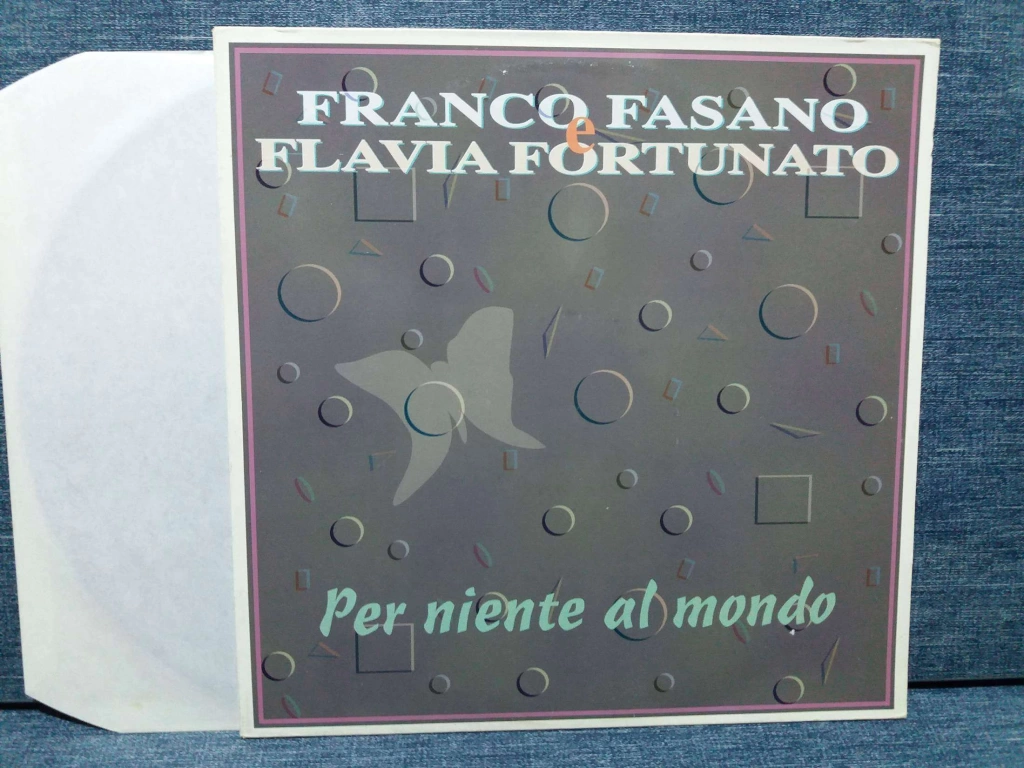 FRANCO FASANO
e
FLAVIA FORTUNATO
Per niente al mondo